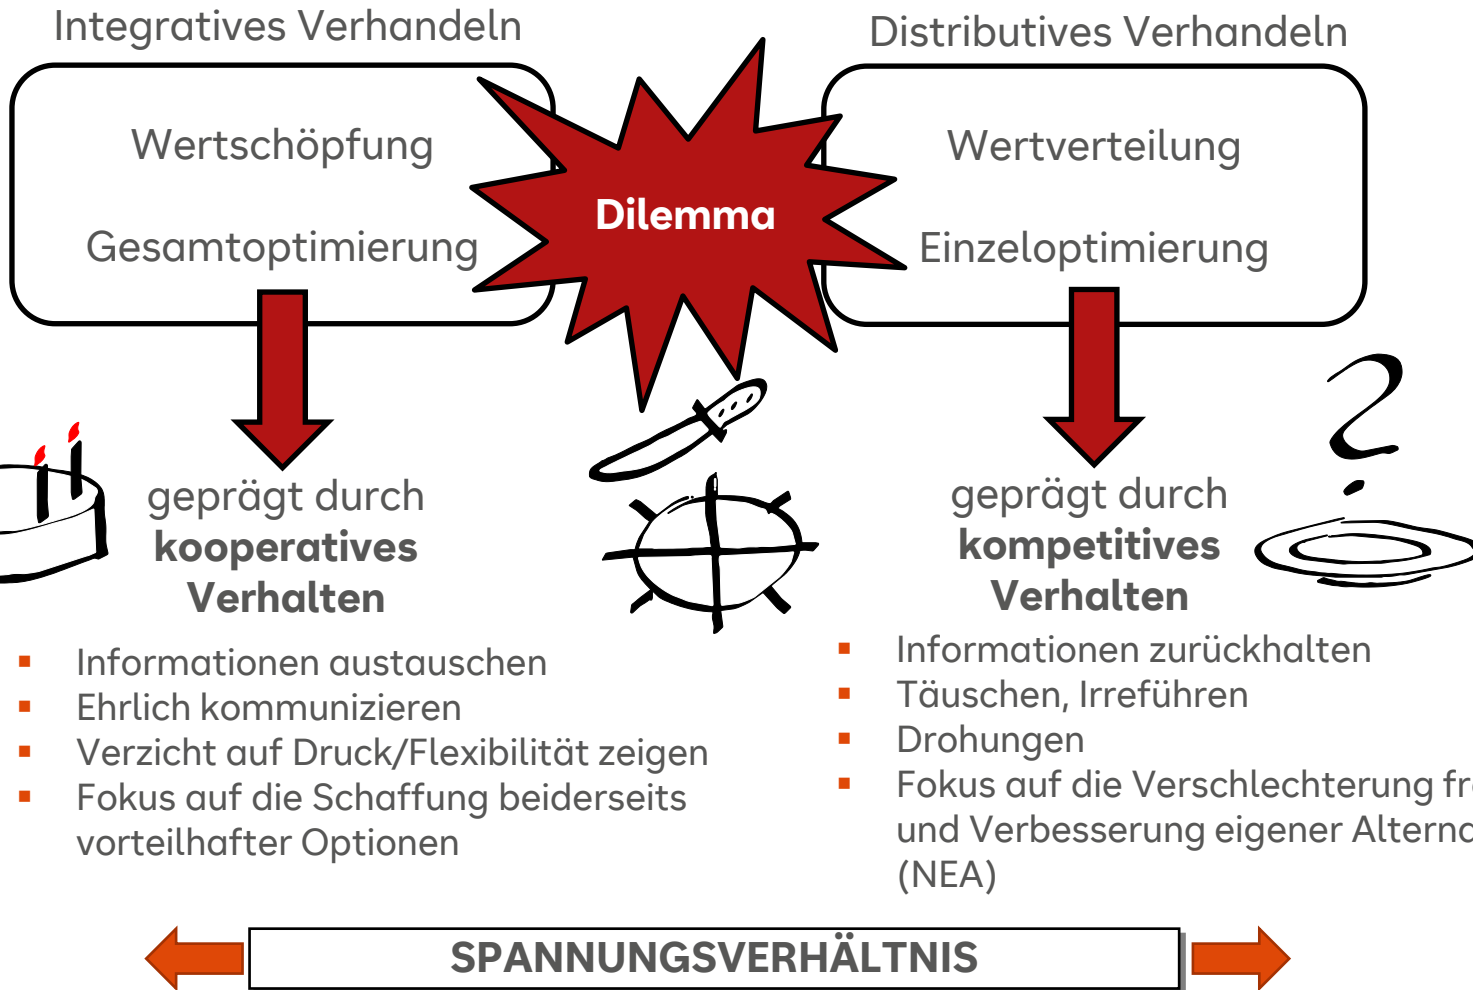 Integratives Verhandeln
Wertschöpfung
Gesamtoptimierung
Dilemma
Distributives Verhandeln
Wertverteilung
Einzeloptimierung
geprägt durch
kooperatives
Verhalten
▪ Informationen austauschen
▪ Ehrlich kommunizieren
▪ Verzicht auf Druck/Flexibilität zeigen
▪ Fokus auf die Schaffung beiderseits
vorteilhafter Optionen
geprägt durch
kompetitives
Verhalten
▪ Informationen zurückhalten
▪ Täuschen, Irreführen
▪ Drohungen
▪ Fokus auf die Verschlechterung
und Verbesserung eigener
(NEA)
SPANNUNGSVERHÄLTNIS